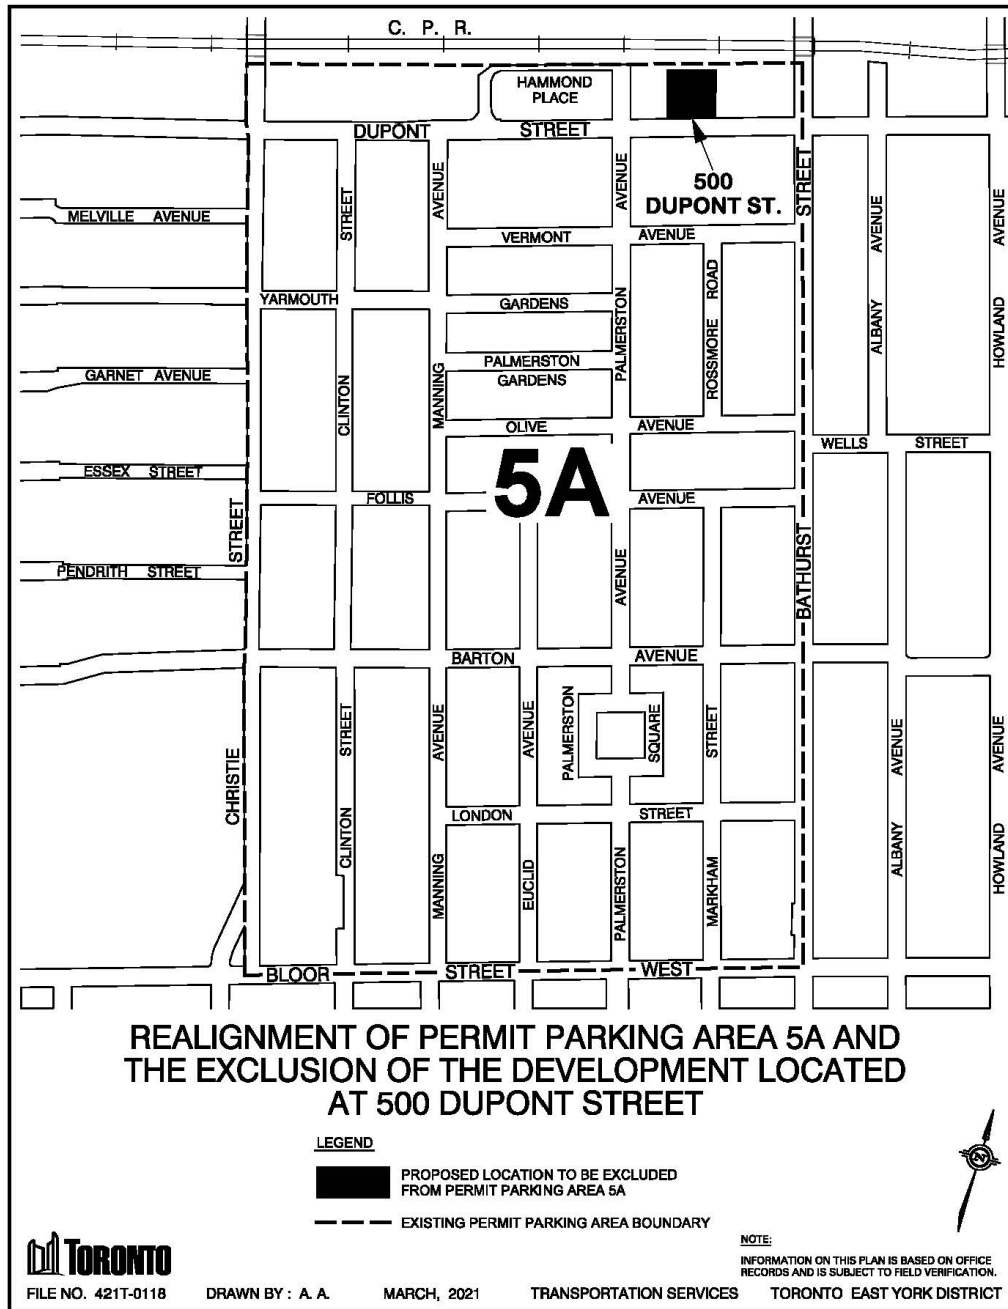 C. P. R.
HAMMOND
PLACE
DUPONT STREET
500
DUPONT ST.
STREET
AVENUE
AVENUE
STREET
AVENUE
AVENUE
MELVILLE AVENUE
VERMONT AVENUE
YARMOUTH GARDENS
PALMERSTON
ROSSMORE ROAD
ALBANY
HOWLAND
GARNET AVENUE
PALMERSTON
GARDENS
CLINTON
MANNING
OLIVE AVENUE
WELLS STREET
5A
ESSEX STREET
FOLLIS AVENUE
STREET
BATHURST
AVENUE
PENDRITH STREET
BARTON AVENUE
PALMERSTON
SQUARE
STREET
AVENUE
AVENUE
STREET
AVENUE
AVENUE
CHRISTIE
LONDON STREET
CLINTON
MANNING
EUCLID
PALMERSTON
MARKHAM
ALBANY
HOWLAND
BLOOR STREET WEST
REALIGNMENT OF PERMIT PARKING AREA 5A AND
THE EXCLUSION OF THE DEVELOPMENT LOCATED
AT 500 DUPONT STREET
LEGEND
PROPOSED LOCATION TO BE EXCLUDED
FROM PERMIT PARKING AREA 5A
EXISTING PERMIT PARKING AREA BOUNDARY
N
NOTE:
INFORMATION ON THIS PLAN IS BASED ON OFFICE
RECORDS AND IS SUBJECT TO FIELD VERIFICATION.
TORONTO
FILE NO. 421T-0118 DRAWN BY : A. A. MARCH, 2021 TRANSPORTATION SERVICES TORONTO EAST YORK DISTRICT